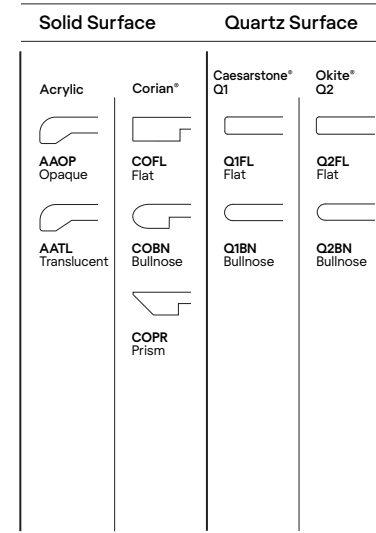 Solid Surface
Quartz Surface
Acrylic
AAOP
Opaque
AATL
Translucent
Corian®
COFL
Flat
COBN
Bullnose
COPR
Prism
Caesarstone®
Q1
Q1FL
Flat
Q1BN
Bullnose
Okite®
Q2
Q2FL
Flat
Q2BN
Bullnose